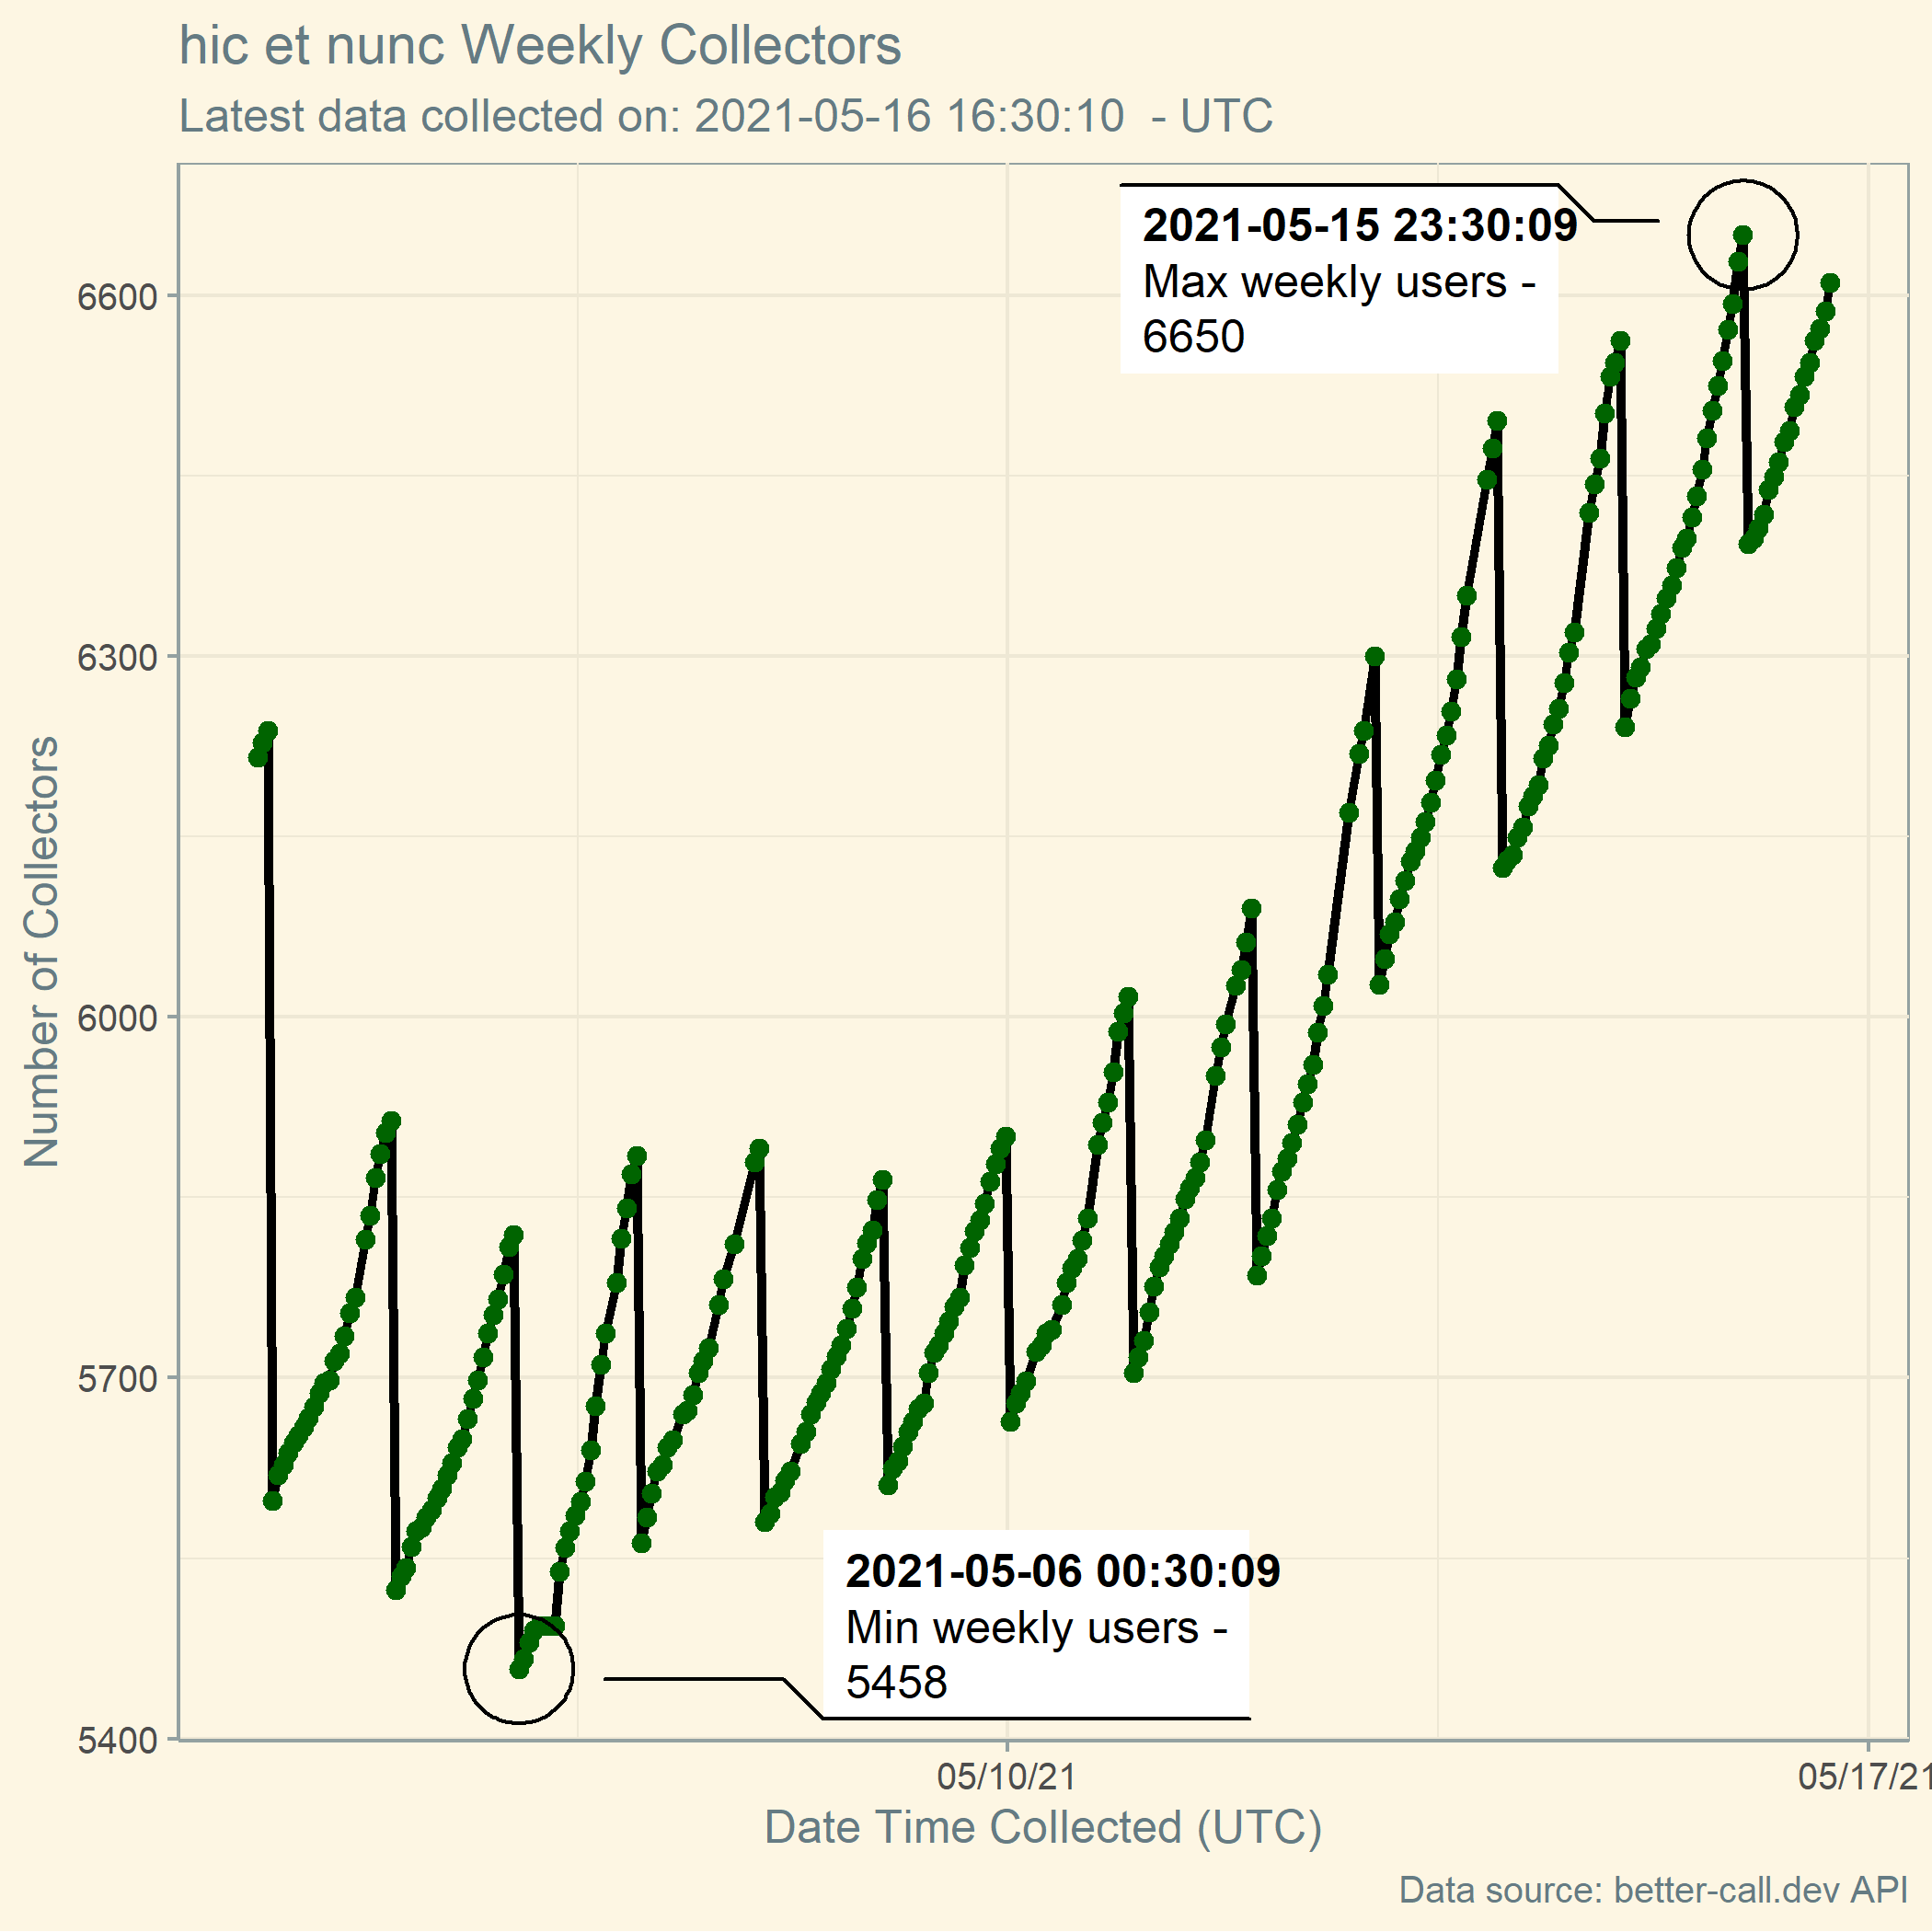 hic et nunc Weekly Collectors
Latest data collected on: 2021-05-16 16:30:10  - UTC
2021-05-15 23:30:09
Max weekly users -
6650
6600
6300
6000
5700
5400
Number of Collectors
2021-05-06 00:30:09
Min weekly users -
5458
05/10/21
05/17/21
Date Time Collected (UTC)
Data source: better-call.dev API